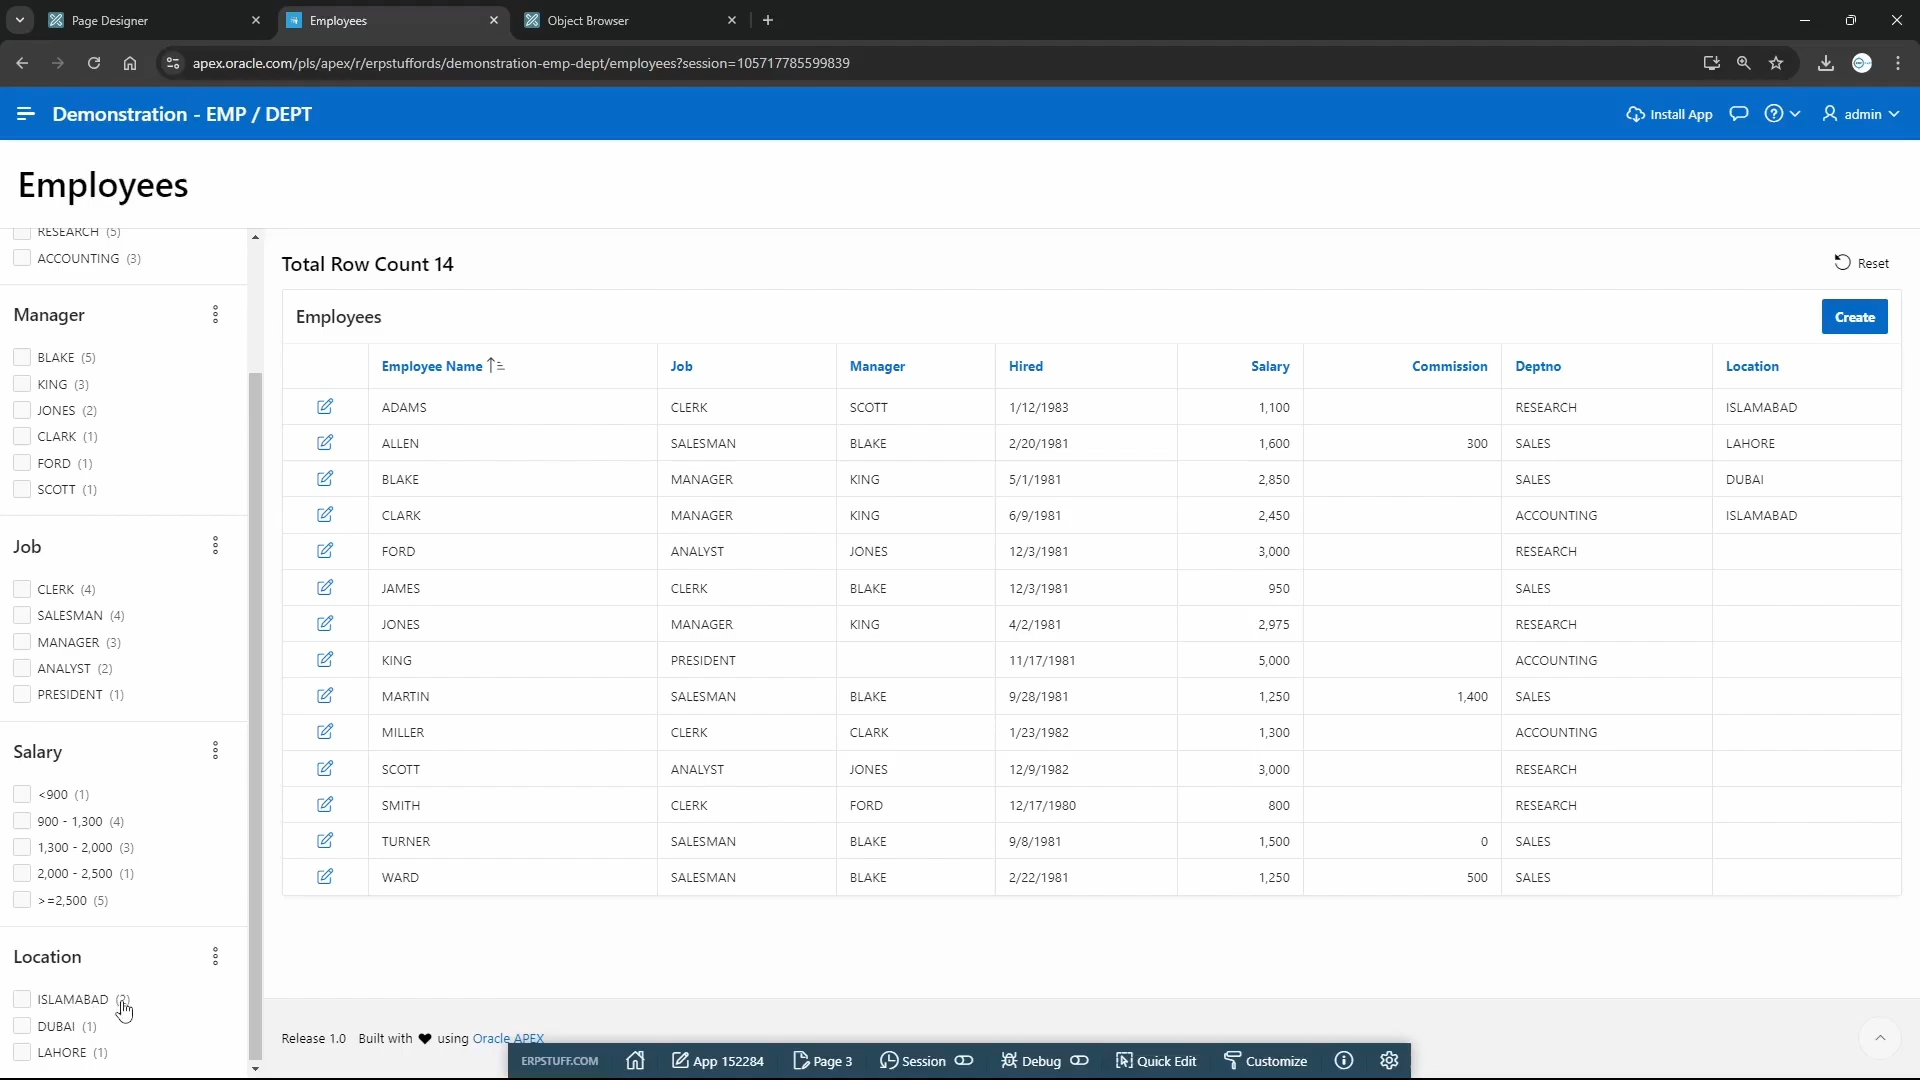 Page Designer
Employees
Object Browser
apex.oracle.com/pls/apex/r/erpstuffords/demonstration-emp-dept/employees?session=105717785599839
Demonstration - EMP / DEPT
Install App
admin
Employees
RESEARCH (5)
ACCOUNTING (3)
Manager
BLAKE (5)
KING (3)
JONES (2)
CLARK (1)
FORD (1)
SCOTT (1)
Job
CLERK (4)
SALESMAN (4)
MANAGER (3)
ANALYST (2)
PRESIDENT (1)
Salary
<900 (1)
900 - 1,300 (4)
1,300 - 2,000 (3)
2,000 - 2,500 (1)
>=2,500 (5)
Location
ISLAMABAD (2)
DUBAI (1)
LAHORE (1)
Total Row Count 14
Reset
Employees
Create
Employee Name Job Manager Hired Salary Commission Deptno Location
ADAMS CLERK SCOTT 1/12/1983 1,100 RESEARCH ISLAMABAD
ALLEN SALESMAN BLAKE 2/20/1981 1,600 300 SALES LAHORE
BLAKE MANAGER KING 5/1/1981 2,850 SALES DUBAI
CLARK MANAGER KING 6/9/1981 2,450 ACCOUNTING ISLAMABAD
FORD ANALYST JONES 12/3/1981 3,000 RESEARCH
JAMES CLERK BLAKE 12/3/1981 950 SALES
JONES MANAGER KING 4/2/1981 2,975 RESEARCH
KING PRESIDENT 11/17/1981 5,000 ACCOUNTING
MARTIN SALESMAN BLAKE 9/28/1981 1,250 1,400 SALES
MILLER CLERK CLARK 1/23/1982 1,300 ACCOUNTING
SCOTT ANALYST JONES 12/9/1982 3,000 RESEARCH
SMITH CLERK FORD 12/17/1980 800 RESEARCH
TURNER SALESMAN BLAKE 9/8/1981 1,500 0 SALES
WARD SALESMAN BLAKE 2/22/1981 1,250 500 SALES
Release 1.0 Built with ♥ using Oracle APEX
ERPSTUFF.COM App 152284 Page 3 Session Debug Quick Edit Customize